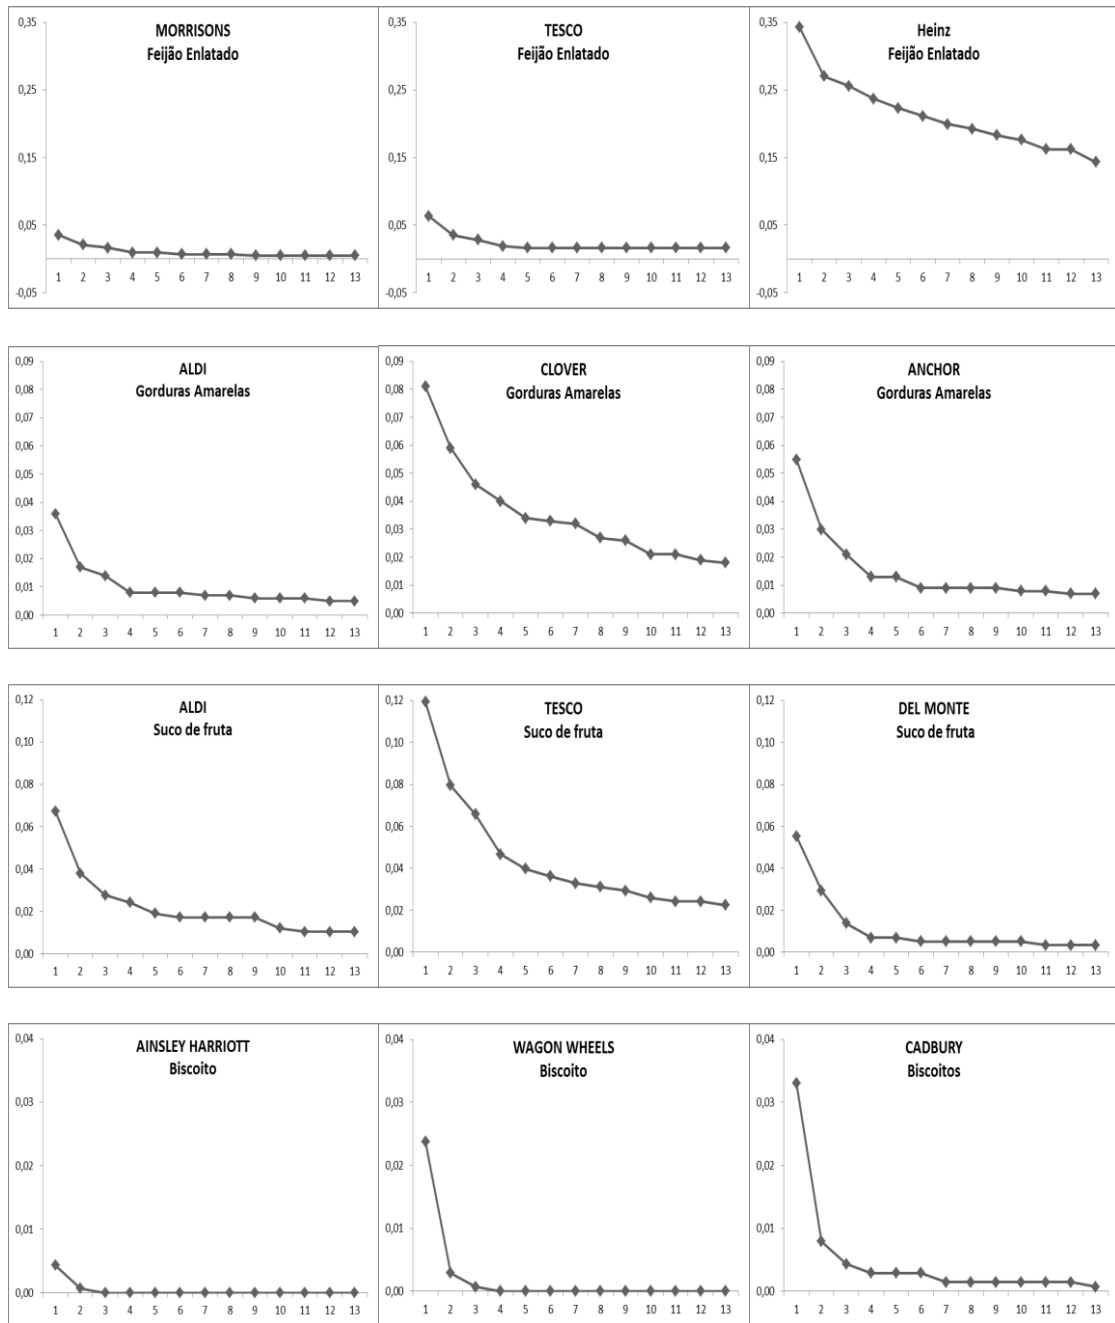 MORRISONS
Feijão Enlatado
0,35
0,25
0,15
0,05
-0,05
1 2 3 4 5 6 7 8 9 10 11 12 13
TESCO
Feijão Enlatado
0,35
0,25
0,15
0,05
-0,05
1 2 3 4 5 6 7 8 9 10 11 12 13
Heinz
Feijão Enlatado
0,35
0,25
0,15
0,05
-0,05
1 2 3 4 5 6 7 8 9 10 11 12 13
ALDI
Gorduras Amarelas
0,09
0,08
0,07
0,06
0,05
0,04
0,03
0,02
0,01
0,00
1 2 3 4 5 6 7 8 9 10 11 12 13
CLOVER
Gorduras Amarelas
0,09
0,08
0,07
0,06
0,05
0,04
0,03
0,02
0,01
0,00
1 2 3 4 5 6 7 8 9 10 11 12 13
ANCHOR
Gorduras Amarelas
0,09
0,08
0,07
0,06
0,05
0,04
0,03
0,02
0,01
0,00
1 2 3 4 5 6 7 8 9 10 11 12 13
ALDI
Suco de fruta
0,12
0,10
0,08
0,06
0,04
0,02
0,00
1 2 3 4 5 6 7 8 9 10 11 12 13
TESCO
Suco de fruta
0,12
0,10
0,08
0,06
0,04
0,02
0,00
1 2 3 4 5 6 7 8 9 10 11 12 13
DEL MONTE
Suco de fruta
0,12
0,10
0,08
0,06
0,04
0,02
0,00
1 2 3 4 5 6 7 8 9 10 11 12 13
AINSLEY HARRIOTT
Biscoito
0,04
0,03
0,02
0,01
0,00
1 2 3 4 5 6 7 8 9 10 11 12 13
WAGON WHEELS
Biscoito
0,04
0,03
0,02
0,01
0,00
1 2 3 4 5 6 7 8 9 10 11 12 13
CADBURY
Biscoitos
0,04
0,03
0,02
0,01
0,00
1 2 3 4 5 6 7 8 9 10 11 12 13